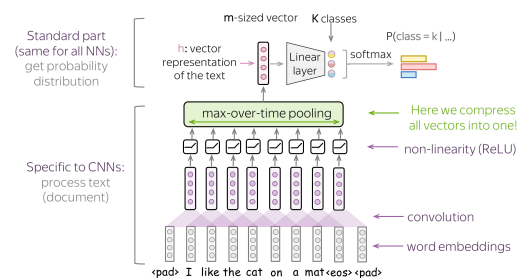 m-sized vector
K classes
Standard part
(same for all NNs):
get probability
distribution
h: vector
representation
of the text
Linear
layer
softmax
P(class = k | ...)
max-over-time pooling
Here we compress
all vectors into one!
non-linearity (ReLU)
Specific to CNNs:
process text
(document)
convolution
word embeddings
<pad> I like the cat on a mat <eos> <pad>